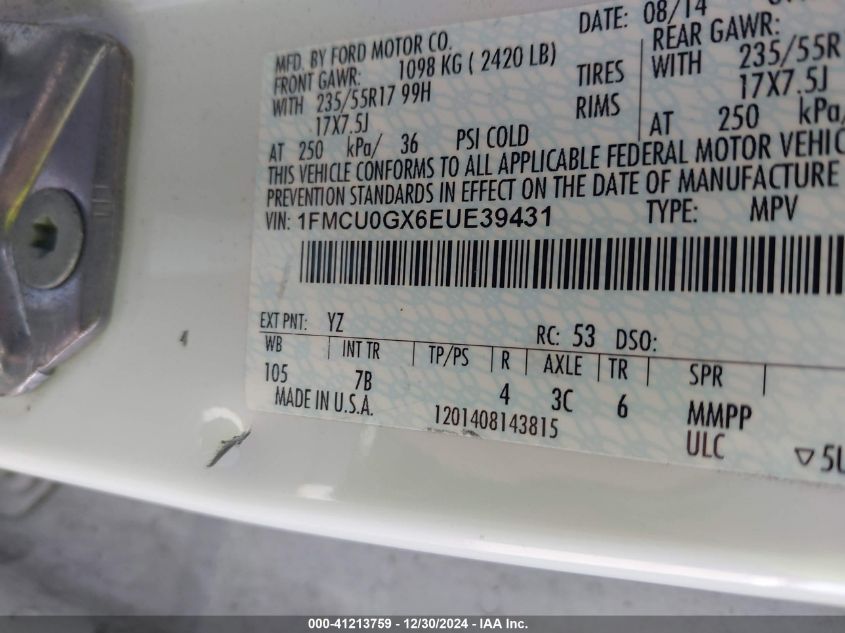 MFD. BY FORD MOTOR CO.
DATE: 08/14
FRONT GAWR: 1098 KG ( 2420 LB)
REAR GAWR:
WITH 235/55R17 99H TIRES
WITH 235/55R
17X7.5J RIMS
17X7.5J
AT 250 kPa/ 36 PSI COLD
AT 250 kPa/
THIS VEHICLE CONFORMS TO ALL APPLICABLE FEDERAL MOTOR VEHIC
PREVENTION STANDARDS IN EFFECT ON THE DATE OF MANUFACTURE
VIN: 1FMCU0GX6EUE39431 TYPE: MPV
EXT PNT: YZ RC: 53 DSO:
WB INT TR TP/PS R AXLE TR SPR
105 7B 4 3C 6 MMPP
MADE IN U.S.A. 1201408143815 ULC
▽5U
000-41213759 - 12/30/2024 - IAA Inc.